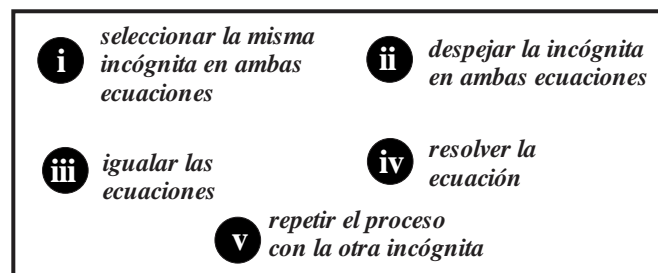 i seleccionar la misma
incógnita en ambas
ecuaciones
ii despejar la incógnita
en ambas ecuaciones
iii igualar las
ecuaciones
iv resolver la
ecuación
v repetir el proceso
con la otra incógnita